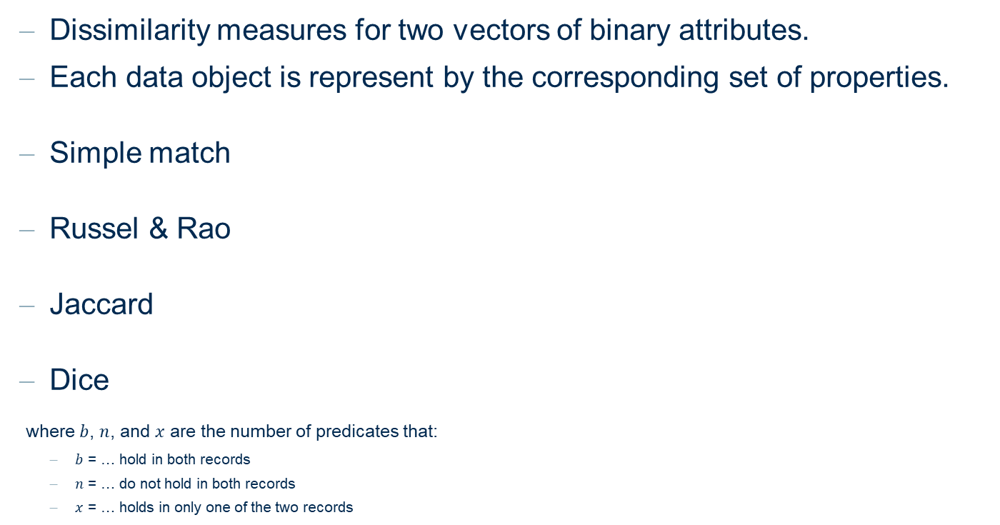 – Dissimilarity measures for two vectors of binary attributes.
– Each data object is represent by the corresponding set of properties.
– Simple match
– Russel & Rao
– Jaccard
– Dice
where b, n, and x are the number of predicates that:
– b = … hold in both records
– n = … do not hold in both records
– x = … holds in only one of the two records